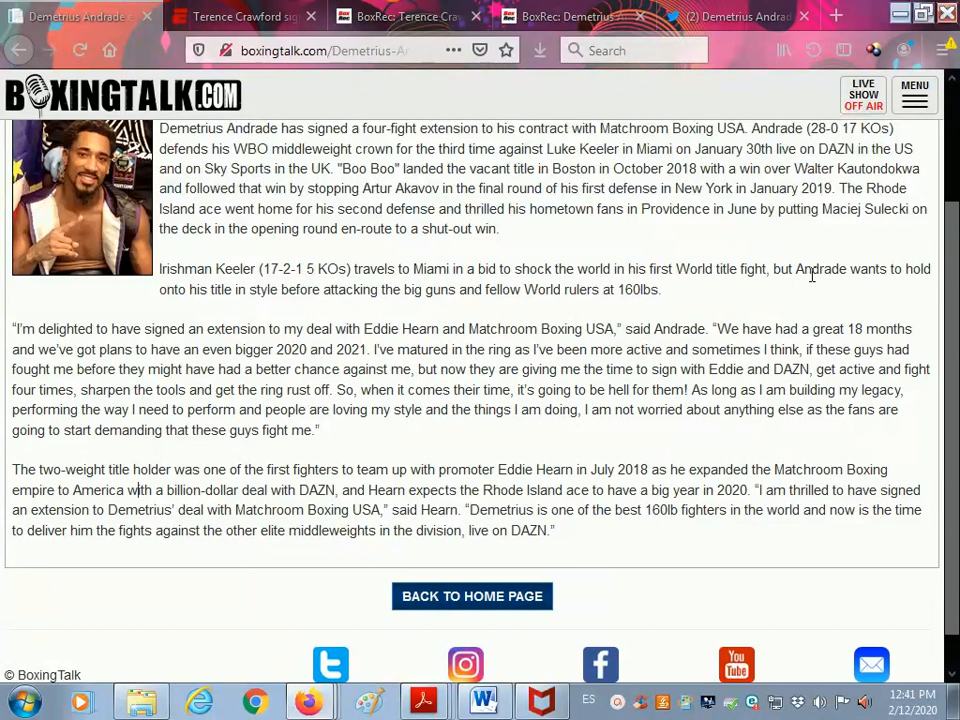 Demetrius Andrade e
Terence Crawford sig
BoxRec: Terence Craw
BoxRec: Demetrius A
(2) Demetrius Andrad
boxingtalk.com/Demetrius-Ar
Search
BOXINGTALK.COM
LIVE SHOW OFF AIR
MENU
Demetrius Andrade has signed a four-fight extension to his contract with Matchroom Boxing USA. Andrade (28-0 17 KOs)
defends his WBO middleweight crown for the third time against Luke Keeler in Miami on January 30th live on DAZN in the US
and on Sky Sports in the UK. "Boo Boo" landed the vacant title in Boston in October 2018 with a win over Walter Kautondokwa
and followed that win by stopping Artur Akavov in the final round of his first defense in New York in January 2019. The Rhode
Island ace went home for his second defense and thrilled his hometown fans in Providence in June by putting Maciej Sulecki on
the deck in the opening round en-route to a shut-out win.
Irishman Keeler (17-2-1 5 KOs) travels to Miami in a bid to shock the world in his first World title fight, but Andrade wants to hold
onto his title in style before attacking the big guns and fellow World rulers at 160lbs.
“I’m delighted to have signed an extension to my deal with Eddie Hearn and Matchroom Boxing USA,” said Andrade. “We have had a great 18 months
and we’ve got plans to have an even bigger 2020 and 2021. I’ve matured in the ring as I’ve been more active and sometimes I think, if these guys had
fought me before they might have had a better chance against me, but now they are giving me the time to sign with Eddie and DAZN, get active and fight
four times, sharpen the tools and get the ring rust off. So, when it comes their time, it’s going to be hell for them! As long as I am building my legacy,
performing the way I need to perform and people are loving my style and the things I am doing, I am not worried about anything else as the fans are
going to start demanding that these guys fight me.”
The two-weight title holder was one of the first fighters to team up with promoter Eddie Hearn in July 2018 as he expanded the Matchroom Boxing
empire to America with a billion-dollar deal with DAZN, and Hearn expects the Rhode Island ace to have a big year in 2020. “I am thrilled to have signed
an extension to Demetrius’ deal with Matchroom Boxing USA,” said Hearn. “Demetrius is one of the best 160lb fighters in the world and now is the time
to deliver him the fights against the other elite middleweights in the division, live on DAZN.”
BACK TO HOME PAGE
You Tube
© BoxingTalk
ES
12:41 PM
2/12/2020